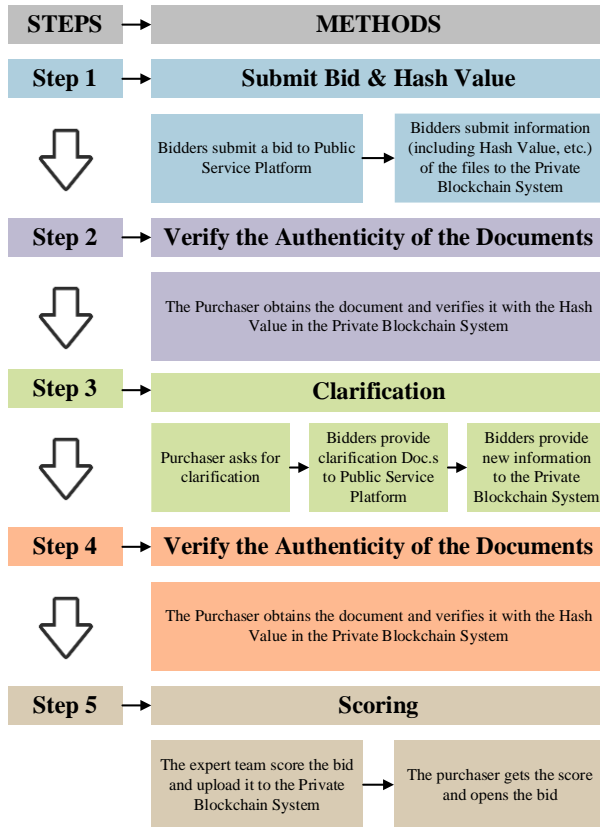 STEPS
METHODS
Step 1
Submit Bid & Hash Value
Bidders submit a bid to Public
Service Platform
Bidders submit information
(including Hash Value, etc.)
of the files to the Private
Blockchain System
Step 2
Verify the Authenticity of the Documents
The Purchaser obtains the document and verifies it with the Hash
Value in the Private Blockchain System
Step 3
Clarification
Purchaser asks for
clarification
Bidders provide
clarification Doc.s
to Public Service
Platform
Bidders provide
new information
to the Private
Blockchain System
Step 4
Verify the Authenticity of the Documents
The Purchaser obtains the document and verifies it with the Hash
Value in the Private Blockchain System
Step 5
Scoring
The expert team score the bid
and upload it to the Private
Blockchain System
The purchaser gets the score
and opens the bid